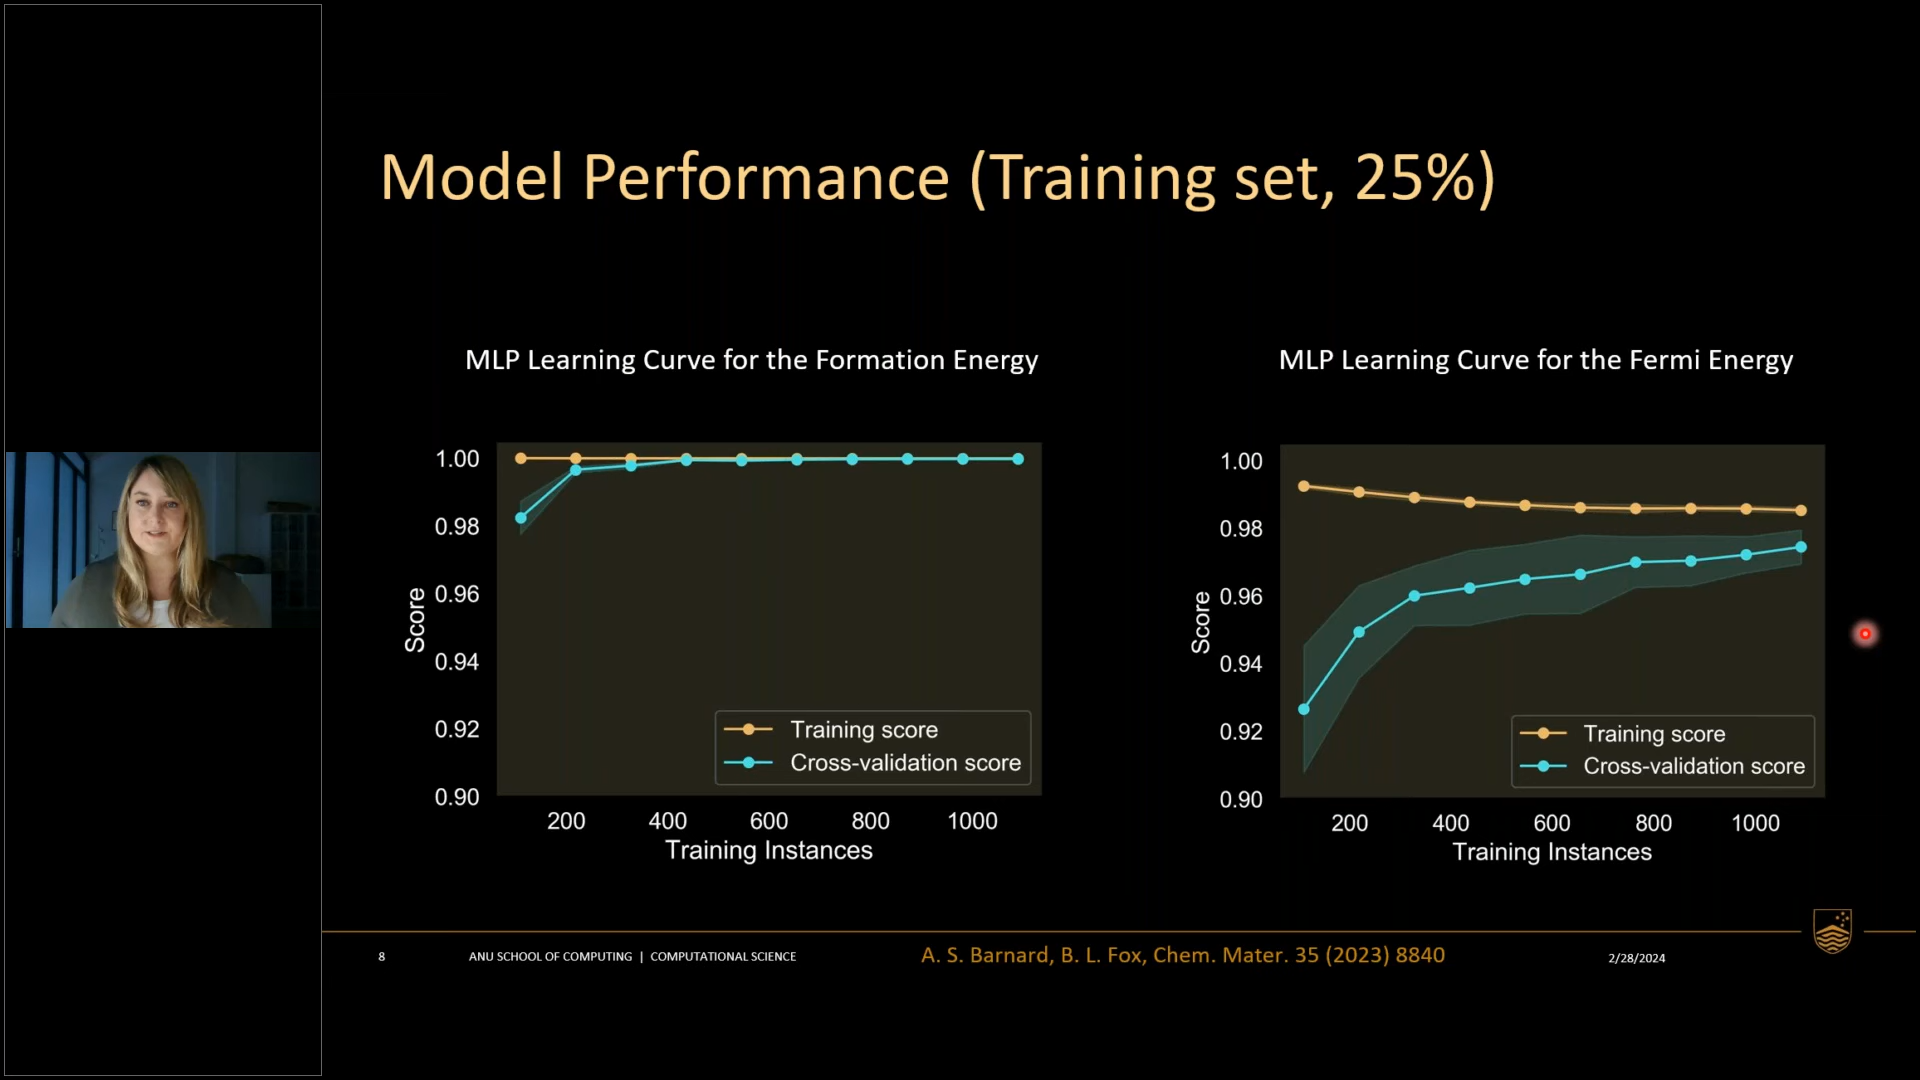 Model Performance (Training set, 25%)
MLP Learning Curve for the Formation Energy
1.00
0.98
0.96
0.94
0.92
0.90
Score
Training score
Cross-validation score
200 400 600 800 1000
Training Instances
MLP Learning Curve for the Fermi Energy
1.00
0.98
0.96
0.94
0.92
0.90
Score
Training score
Cross-validation score
200 400 600 800 1000
Training Instances
8 ANU SCHOOL OF COMPUTING | COMPUTATIONAL SCIENCE A. S. Barnard, B. L. Fox, Chem. Mater. 35 (2023) 8840 2/28/2024